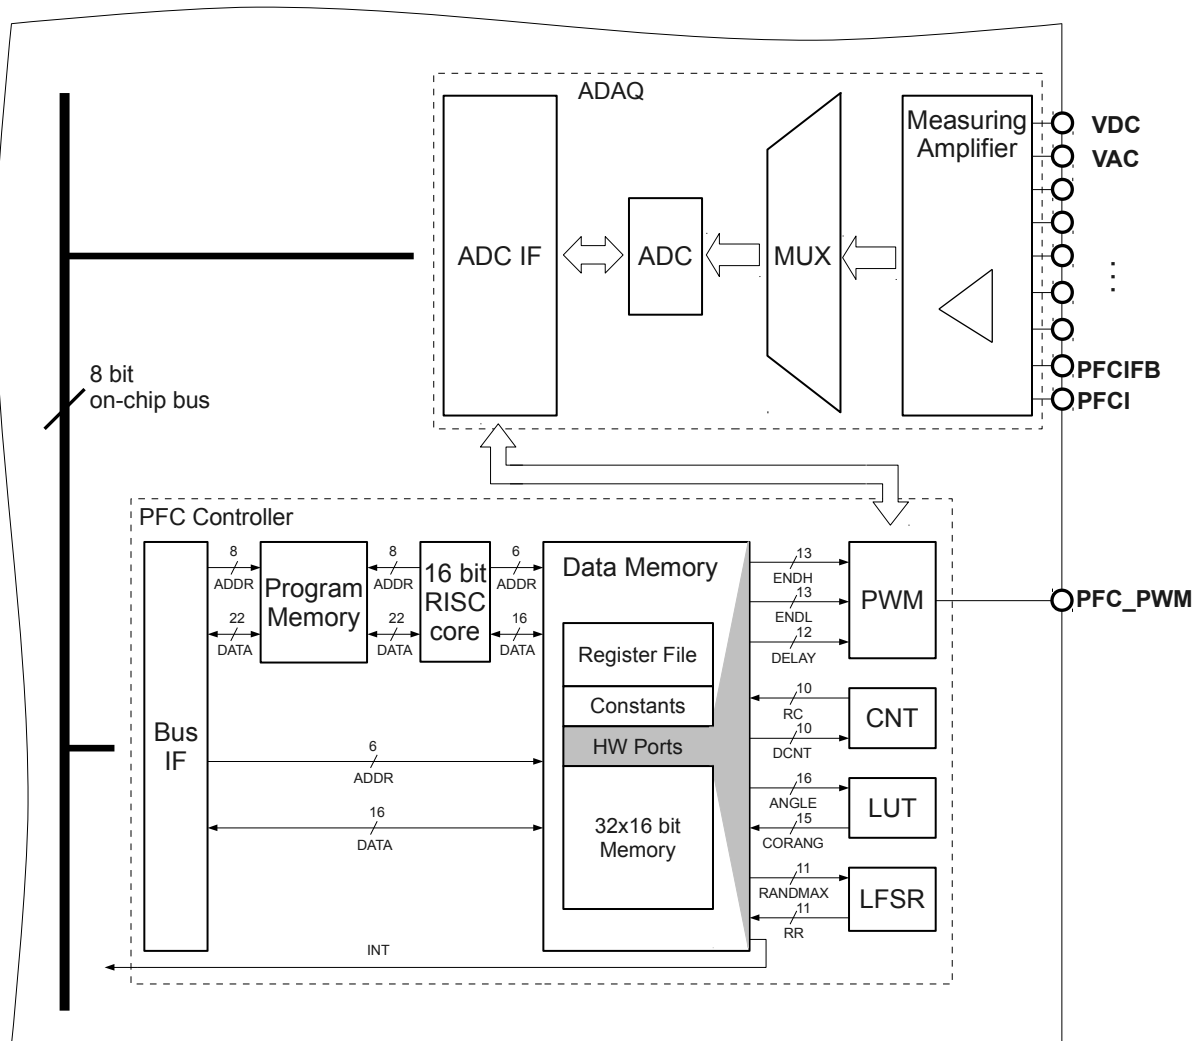 ADAQ
Measuring
Amplifier
VDC
VAC
ADC IF
ADC
MUX
⋮
PFCIFB
PFCI
8 bit
on-chip bus
PFC Controller
Bus
IF
8
ADDR
22
DATA
Program
Memory
8
ADDR
22
DATA
16 bit
RISC
core
6
ADDR
16
DATA
6
ADDR
16
DATA
Data Memory
Register File
Constants
HW Ports
32x16 bit
Memory
13
ENDH
13
ENDL
12
DELAY
PWM
PFC_PWM
10
RC
10
DCNT
CNT
16
ANGLE
15
CORANG
LUT
11
RANDMAX
11
RR
LFSR
INT